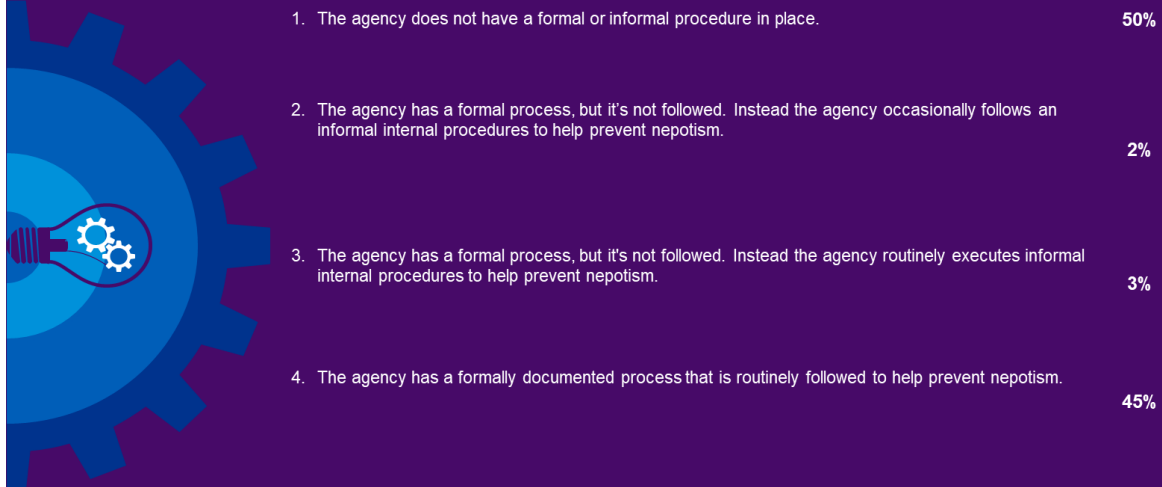 1. The agency does not have a formal or informal procedure in place. 50%
2. The agency has a formal process, but it’s not followed. Instead the agency occasionally follows an
informal internal procedures to help prevent nepotism.
2%
3. The agency has a formal process, but it's not followed. Instead the agency routinely executes informal
internal procedures to help prevent nepotism.
3%
4. The agency has a formally documented process that is routinely followed to help prevent nepotism.
45%